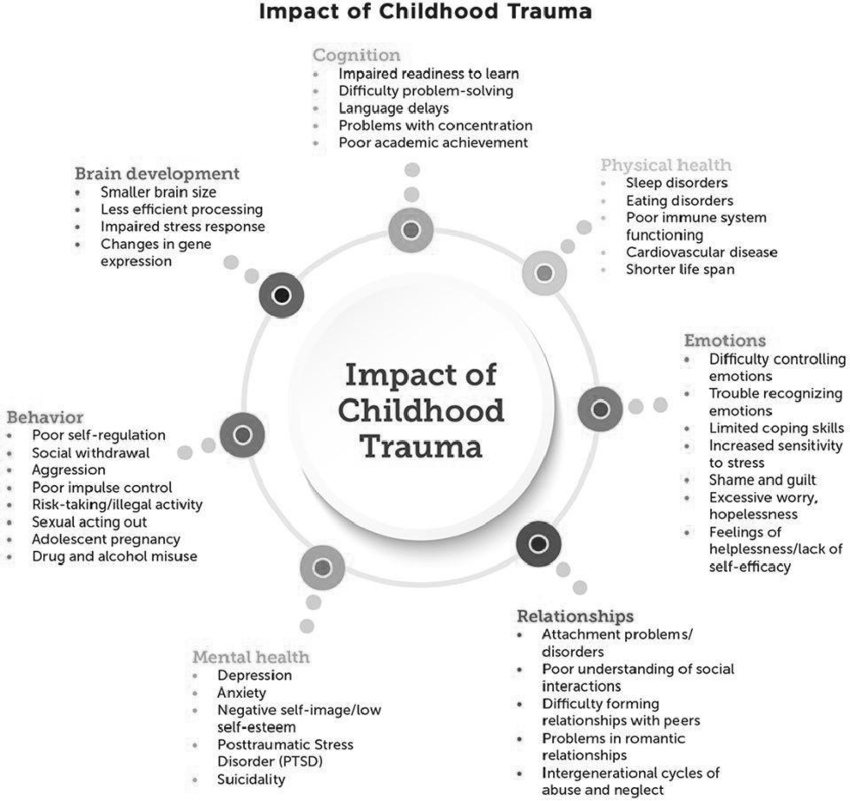 Impact of Childhood Trauma
Cognition
• Impaired readiness to learn
• Difficulty problem-solving
• Language delays
• Problems with concentration
• Poor academic achievement
Physical health
• Sleep disorders
• Eating disorders
• Poor immune system
functioning
• Cardiovascular disease
• Shorter life span
Emotions
• Difficulty controlling
emotions
• Trouble recognizing
emotions
• Limited coping skills
• Increased sensitivity
to stress
• Shame and guilt
• Excessive worry,
hopelessness
• Feelings of
helplessness/lack of
self-efficacy
Relationships
• Attachment problems/
disorders
• Poor understanding of social
interactions
• Difficulty forming
relationships with peers
• Problems in romantic
relationships
• Intergenerational cycles of
abuse and neglect
Mental health
• Depression
• Anxiety
• Negative self-image/low
self-esteem
• Posttraumatic Stress
Disorder (PTSD)
• Suicidality
Behavior
• Poor self-regulation
• Social withdrawal
• Aggression
• Poor impulse control
• Risk-taking/illegal activity
• Sexual acting out
• Adolescent pregnancy
• Drug and alcohol misuse
Brain development
• Smaller brain size
• Less efficient processing
• Impaired stress response
• Changes in gene
expression
Impact of
Childhood
Trauma